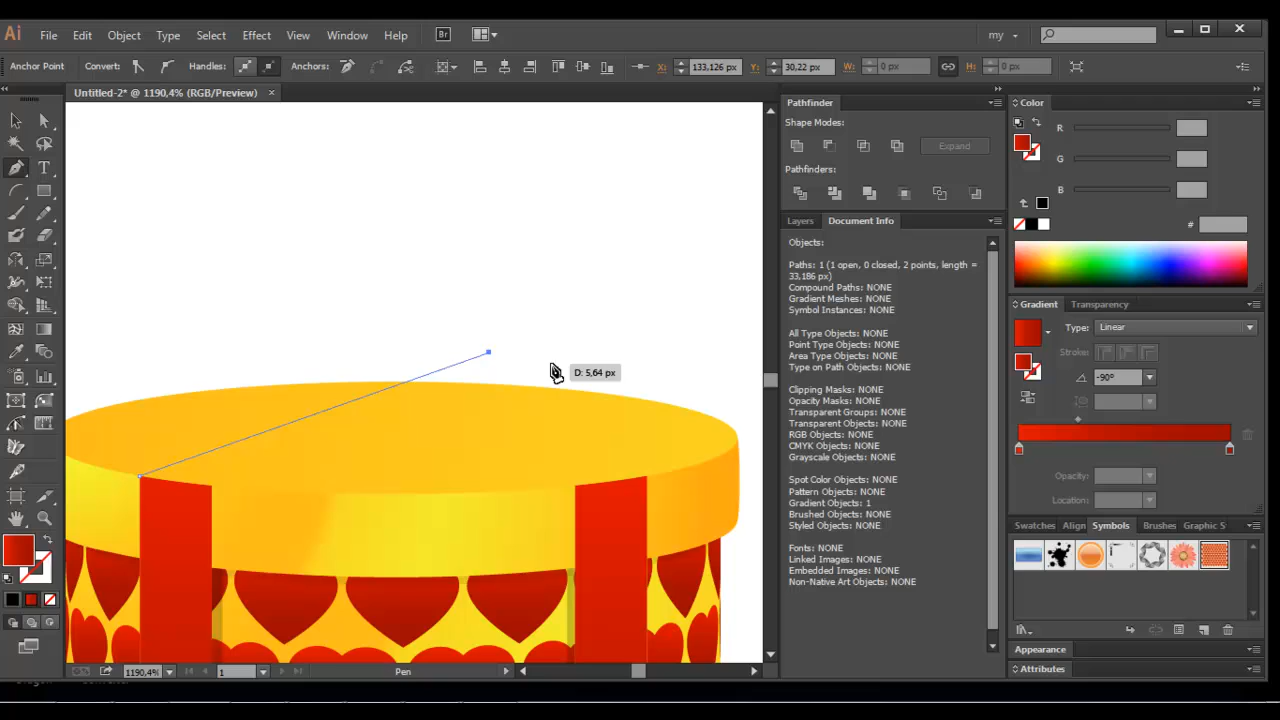 Ai File Edit Object Type Select Effect View Window Help Br my
Anchor Point Convert: Handles: Anchors: X: 133,126 px Y: 30,22 px W: 0 px H: 0 px
Untitled-2* @ 1190,4% (RGB/Preview) ×
Pathfinder
Shape Modes:
Expand
Pathfinders:
Layers Document Info
Objects:
Paths: 1 (1 open, 0 closed, 2 points, length =
33,186 px)
Compound Paths: NONE
Gradient Meshes: NONE
Symbol Instances: NONE
All Type Objects: NONE
Point Type Objects: NONE
Area Type Objects: NONE
Type on Path Objects: NONE
Clipping Masks: NONE
Opacity Masks: NONE
Transparent Groups: NONE
Transparent Objects: NONE
RGB Objects: NONE
CMYK Objects: NONE
Grayscale Objects: NONE
Spot Color Objects: NONE
Pattern Objects: NONE
Gradient Objects: 1
Brushed Objects: NONE
Styled Objects: NONE
Fonts: NONE
Linked Images: NONE
Embedded Images: NONE
Non-Native Art Objects: NONE
Color
R
G
B
#
Gradient Transparency
Type: Linear
Stroke:
-90°
Opacity:
Location:
Swatches Align Symbols Brushes Graphic S
Appearance
Attributes
D: 5,64 px
1190,4% 1 Pen